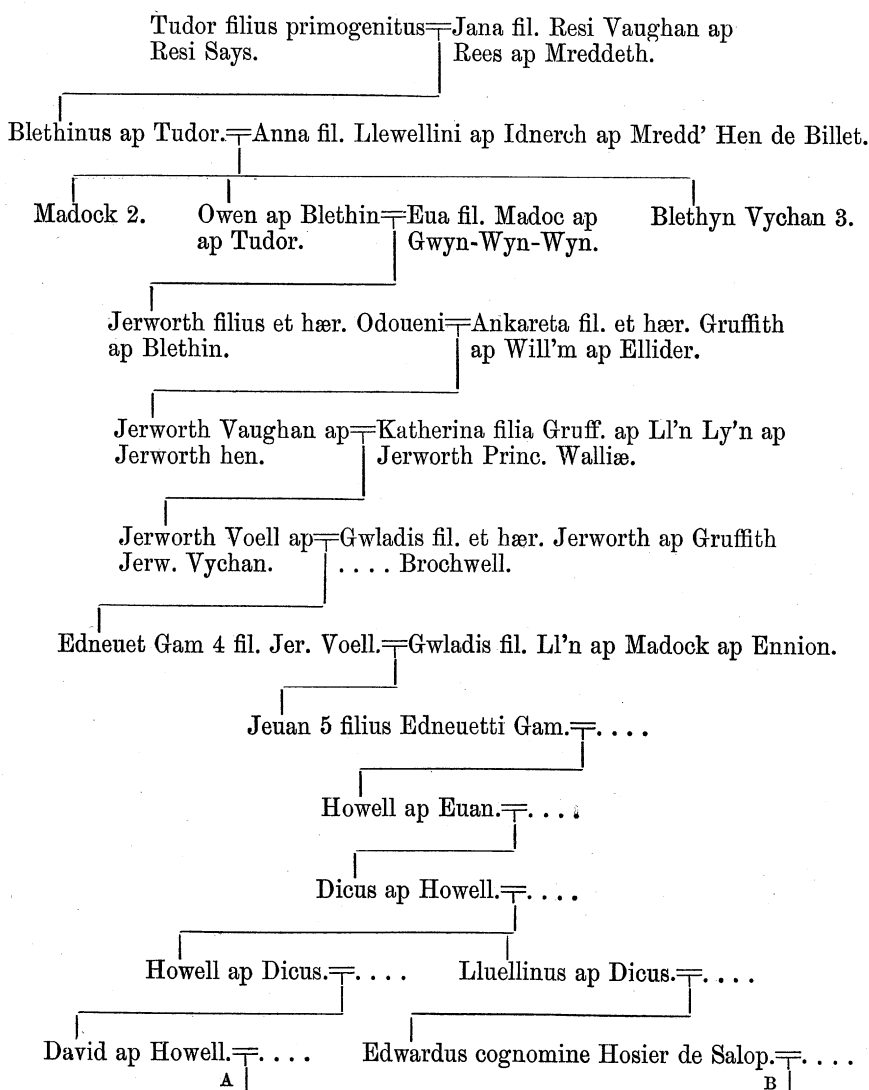 Tudor filius primogenitus=Jana fil. Resi Vaughan ap
Resi Says. Rees ap Mreddeth.
Blethinus ap Tudor.=Anna fil. Llewellini ap Idnerch ap Mredd' Hen de Billet.
Madock 2. Owen ap Blethin=Eua fil. Madoc ap Blethyn Vychan 3.
ap Tudor. Gwyn-Wyn-Wyn.
Jerworth filius et hær. Odoueni=Ankareta fil. et hær. Gruffith
ap Blethin. ap Will'm ap Ellider.
Jerworth Vaughan ap=Katherina filia Gruff. ap Ll'n Ly'n ap
Jerworth hen. Jerworth Princ. Walliæ.
Jerworth Voell ap=Gwladis fil. et hær. Jerworth ap Gruffith
Jerw. Vychan. . . . . Brochwell.
Edneuet Gam 4 fil. Jer. Voell.=Gwladis fil. Ll'n ap Madock ap Ennion.
Jeuan 5 filius Edneuetti Gam.=. . . .
Howell ap Euan.=. . . .
Dicus ap Howell.=. . . .
Howell ap Dicus.=. . . . Lluellinus ap Dicus.=. . . .
David ap Howell.=. . . . Edwardus cognomine Hosier de Salop.=. . . .
A B